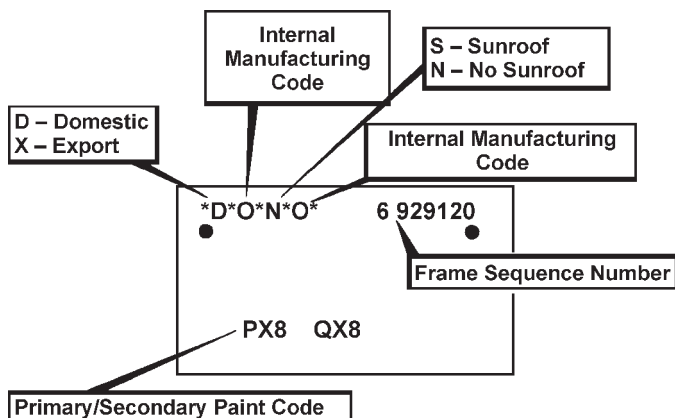 Internal
Manufacturing
Code
S – Sunroof
N – No Sunroof
D – Domestic
X – Export
Internal Manufacturing
Code
*D*O*N*O*
6 929120
Frame Sequence Number
PX8 QX8
Primary/Secondary Paint Code